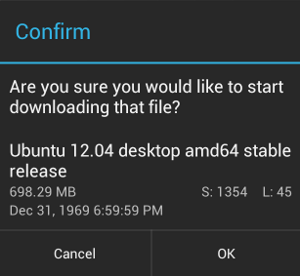 Confirm
Are you sure you would like to start
downloading that file?
Ubuntu 12.04 desktop amd64 stable
release
698.29 MB S: 1354 L: 45
Dec 31, 1969 6:59:59 PM
Cancel OK